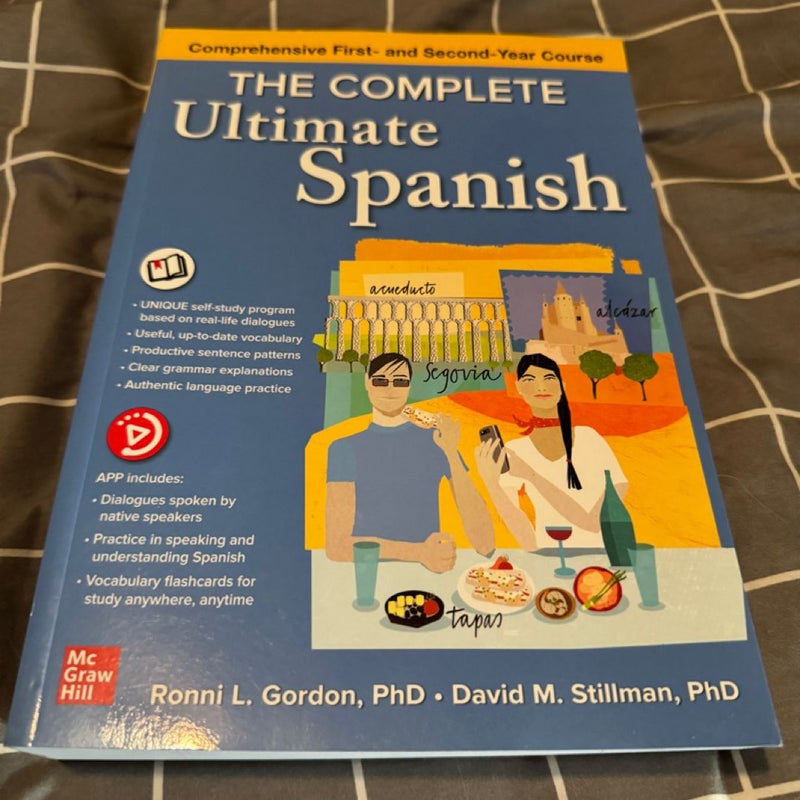 Comprehensive First- and Second-Year Course
THE COMPLETE
Ultimate
Spanish
• UNIQUE self-study program
based on real-life dialogues
• Useful, up-to-date vocabulary
• Productive sentence patterns
• Clear grammar explanations
• Authentic language practice
APP includes:
• Dialogues spoken by
native speakers
• Practice in speaking and
understanding Spanish
• Vocabulary flashcards for
study anywhere, anytime
acueducto
alcázar
Segovia
tapas
Mc
Graw
Hill
Ronni L. Gordon, PhD • David M. Stillman, PhD